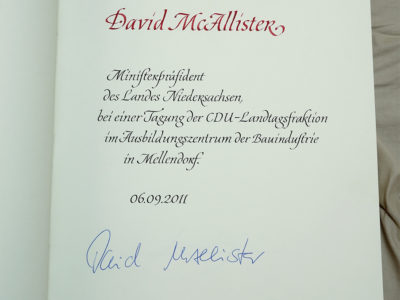 David McAllister
Ministerpräsident
des Landes Niedersachsen,
bei einer Tagung der CDU-Landtagsfraktion
im Ausbildungszentrum der Bauindustrie
in Mellendorf.
06.09.2011
David McAllister